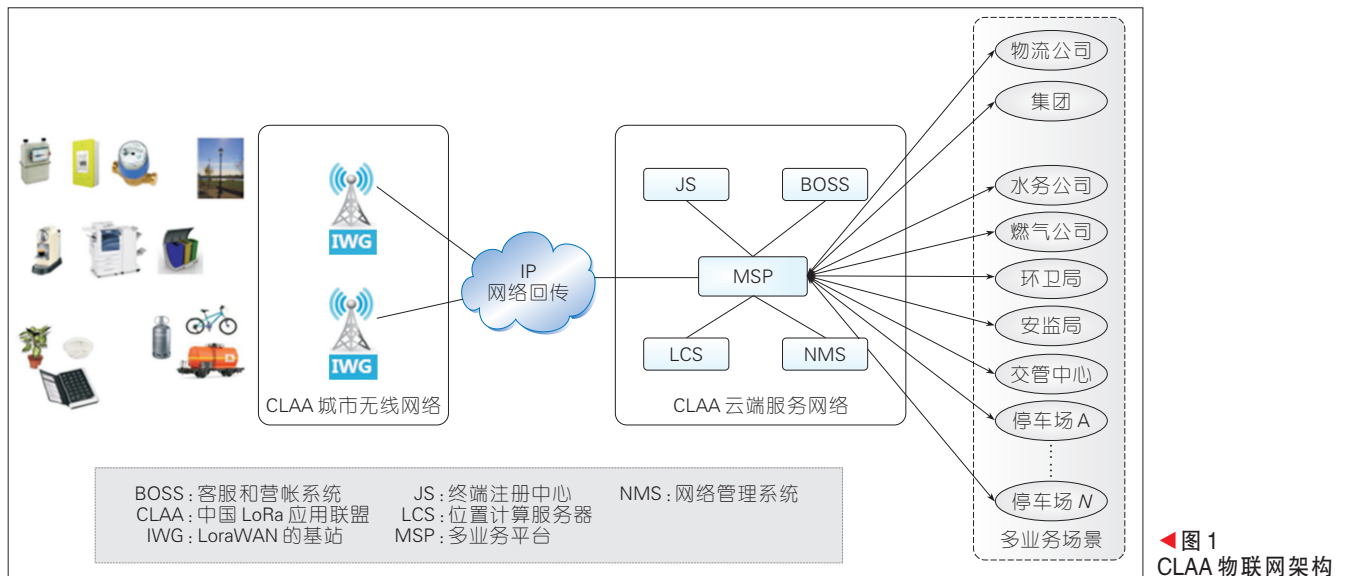 物流公司
集团
水务公司
燃气公司
环卫局
安监局
交管中心
停车场 A
停车场 N
多业务场景
IWG
IWG
CLAA 城市无线网络
IP
网络回传
JS
BOSS
MSP
LCS
NMS
CLAA 云端服务网络
BOSS：客服和营帐系统 JS：终端注册中心 NMS：网络管理系统
CLAA：中国 LoRa 应用联盟 LCS：位置计算服务器
IWG：LoraWAN 的基站 MSP：多业务平台
◀图 1
CLAA 物联网架构